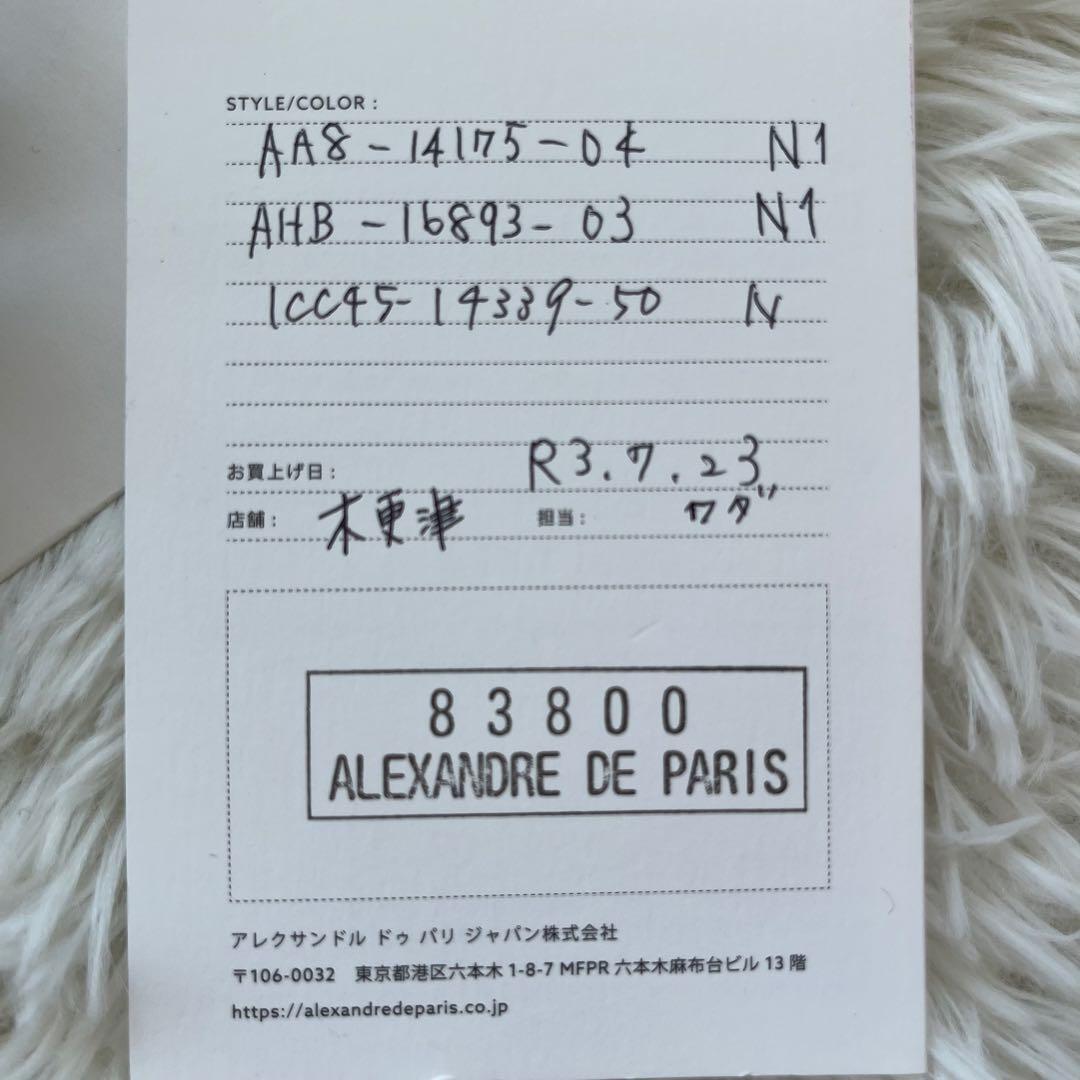 STYLE/COLOR :
AA8-14175-04 N1
AHB-16893-03 N1
1CC45-14339-50 N
お買上げ日: R3.7.23
店舗: 木更津 担当: ワダ
83800
ALEXANDRE DE PARIS
アレクサンドル ドゥ パリ ジャパン株式会社
〒106-0032 東京都港区六本木1-8-7 MFPR 六本木麻布台ビル 13階
https://alexandredeparis.co.jp